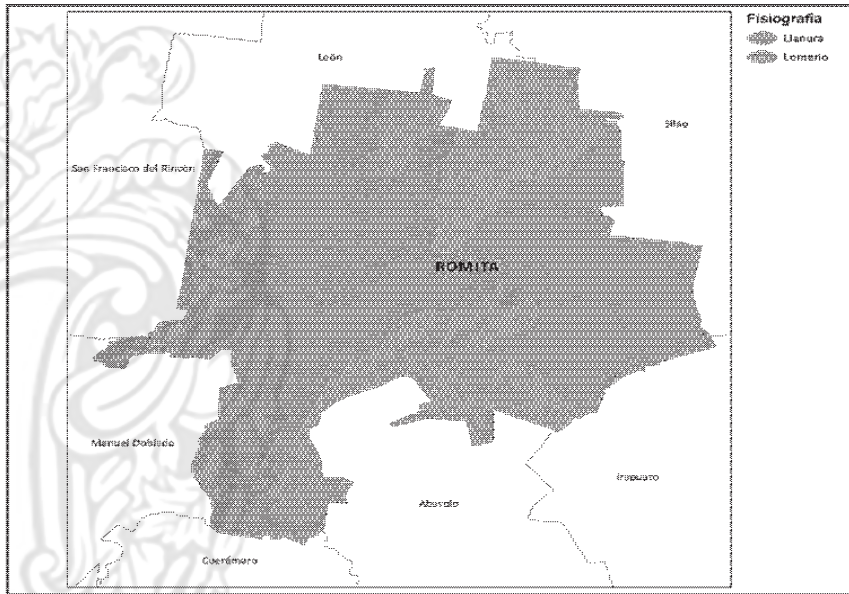 Fisiografía
Llanura
Lomerío
León
Silao
San Francisco del Rincón
ROMITA
Manuel Doblado
Irapuato
Abasolo
Cuerámaro